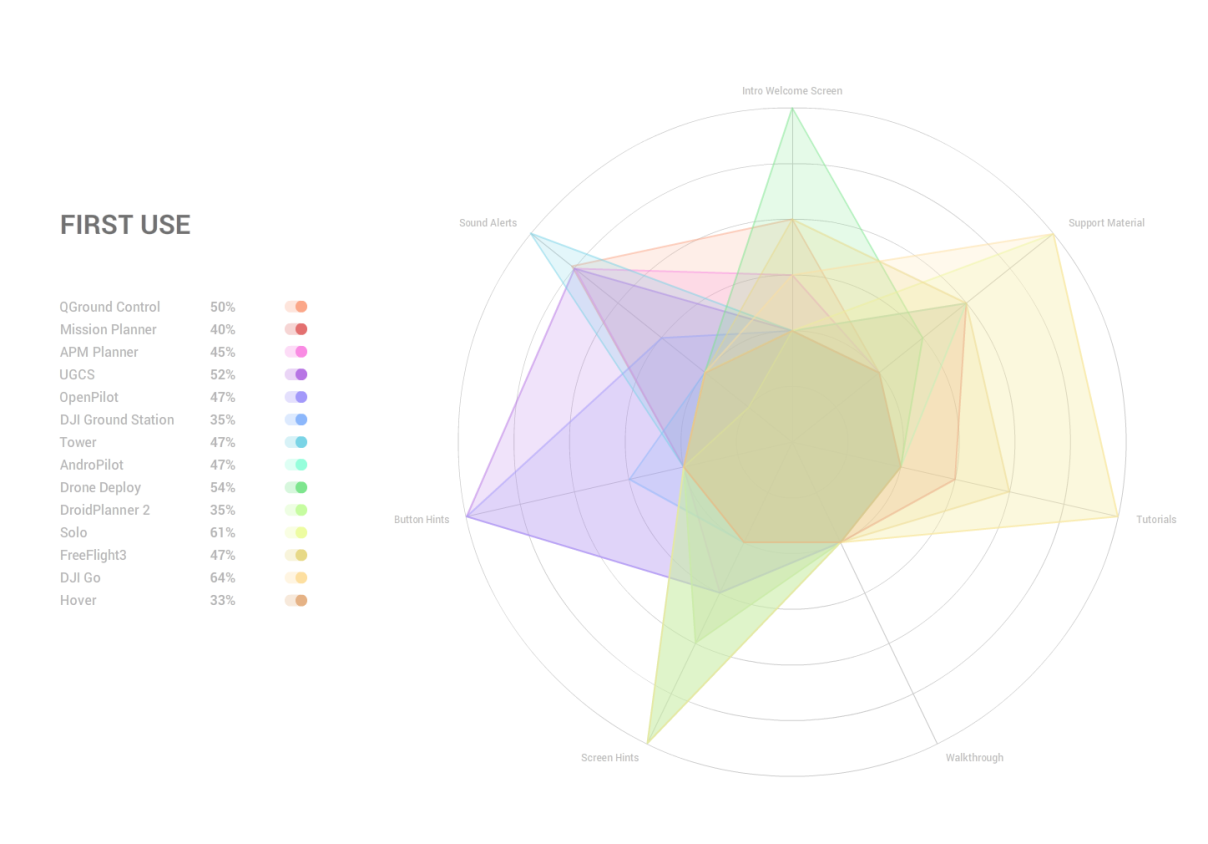 FIRST USE
QGround Control 50%
Mission Planner 40%
APM Planner 45%
UGCS 52%
OpenPilot 47%
DJI Ground Station 35%
Tower 47%
AndroPilot 47%
Drone Deploy 54%
DroidPlanner 2 35%
Solo 61%
FreeFlight3 47%
DJI Go 64%
Hover 33%
Intro Welcome Screen
Sound Alerts
Support Material
Button Hints
Tutorials
Screen Hints
Walkthrough